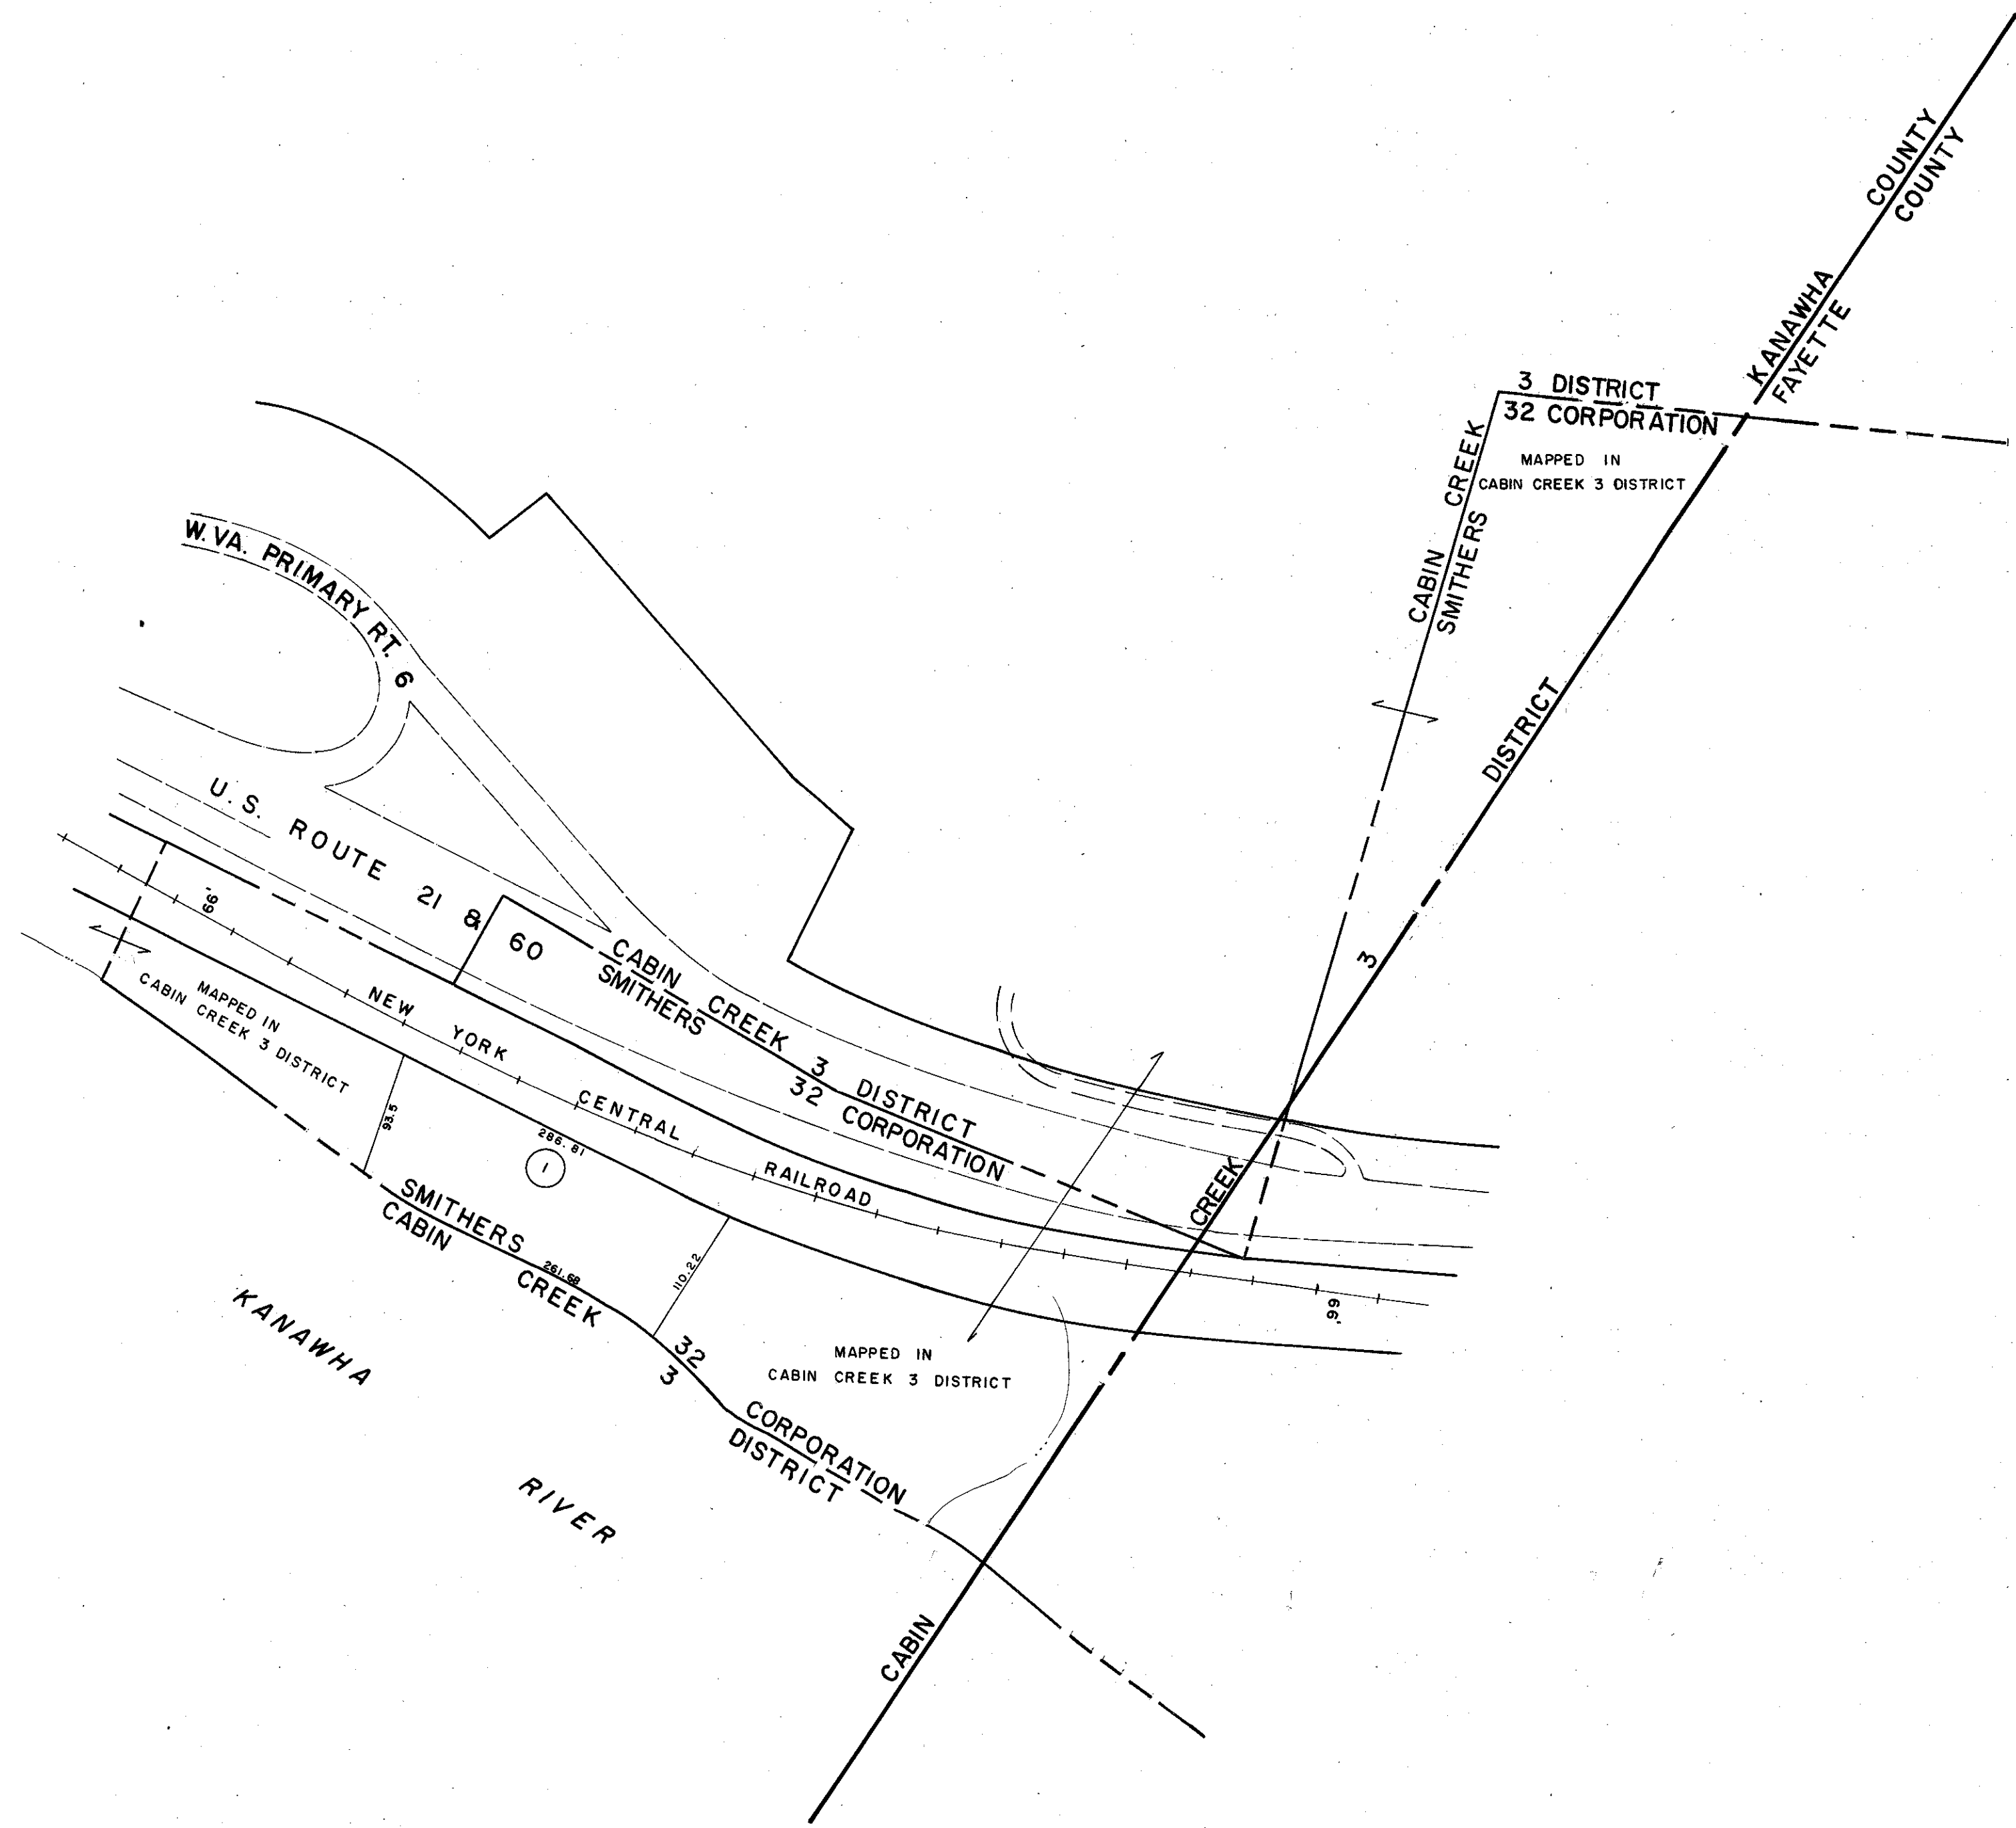 KANAWHA COUNTY
FAYETTE COUNTY
3 DISTRICT
32 CORPORATION
MAPPED IN
CABIN CREEK 3 DISTRICT
CABIN CREEK
SMITHERS
W. VA. PRIMARY RT. 6
U.S. ROUTE 21 & 60
CABIN CREEK 3 DISTRICT
SMITHERS 32 CORPORATION
66'
NEW YORK CENTRAL RAILROAD
66'
MAPPED IN
CABIN CREEK 3 DISTRICT
93.5
286.81
1
261.68
110.22
SMITHERS 32 CORPORATION
CABIN CREEK 3 DISTRICT
MAPPED IN
CABIN CREEK 3 DISTRICT
KANAWHA RIVER
CABIN CREEK 3 DISTRICT